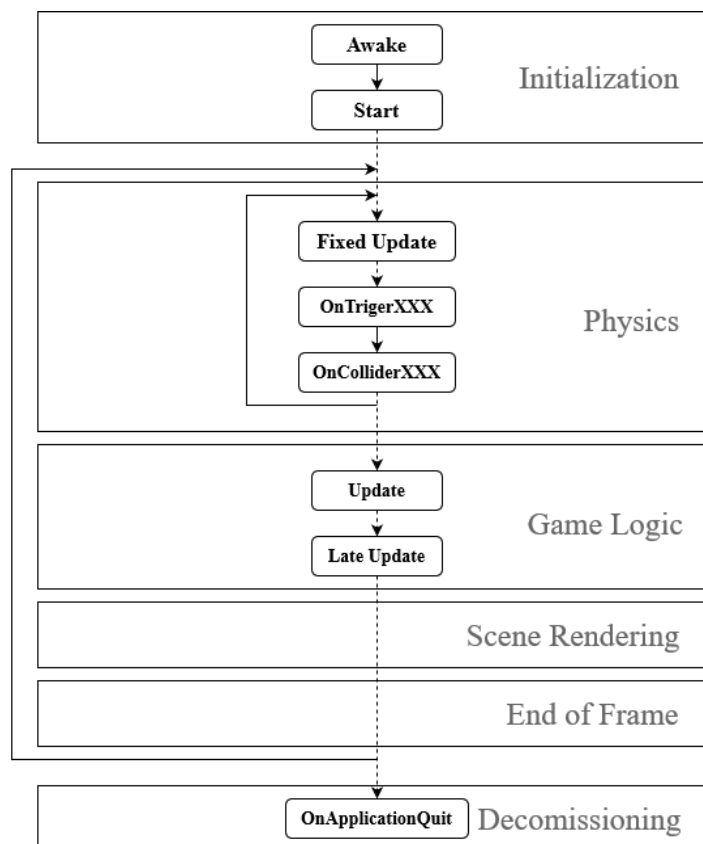 Awake
Initialization
Start
Fixed Update
OnTrigerXXX
Physics
OnColliderXXX
Update
Game Logic
Late Update
Scene Rendering
End of Frame
OnApplicationQuit
Decomissioning